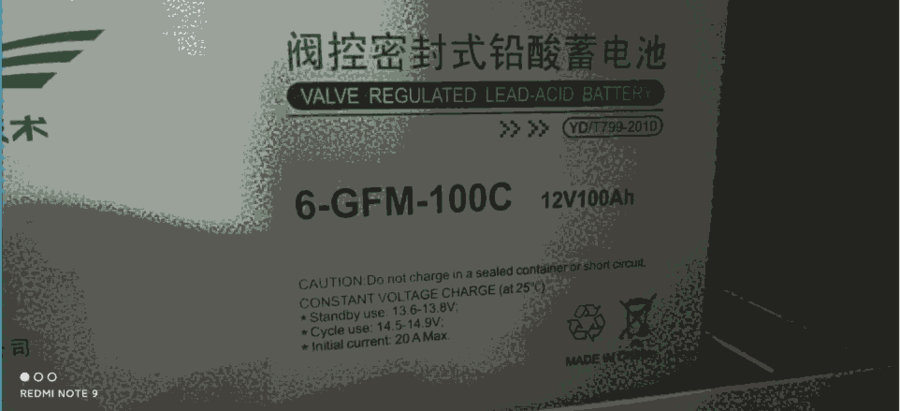 术
阀控密封式铅酸蓄电池
VALVE REGULATED LEAD-ACID BATTERY
YD/T799-2010
6-GFM-100C 12V100Ah
CAUTION:Do not charge in a sealed container or short circuit.
CONSTANT VOLTAGE CHARGE (at 25℃)
* Standby use: 13.6-13.8V;
* Cycle use: 14.5-14.9V;
* Initial current: 20 A Max.
MADE IN
司
REDMI NOTE 9